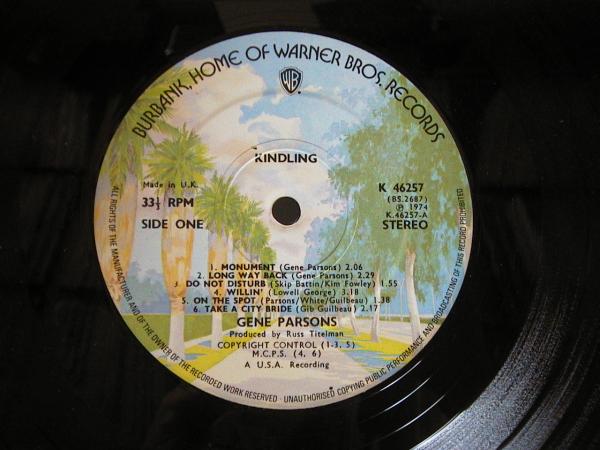 BURBANK, HOME OF WARNER BROS. RECORDS
WB
KINDLING
Made in U.K.
33⅓ RPM
SIDE ONE
K 46257
(BS.2687)
Ⓟ 1974
K.46257-A
STEREO
1. MONUMENT (Gene Parsons) 2.06
2. LONG WAY BACK (Gene Parsons) 2.29
3. DO NOT DISTURB (Skip Battin/Kim Fowley) 1.55
4. WILLIN' (Lowell George) 3.18
5. ON THE SPOT (Parsons/White/Guilbeau) 1.38
6. TAKE A CITY BRIDE (Gib Guilbeau) 2.17
GENE PARSONS
Produced by Russ Titelman
COPYRIGHT CONTROL (1-3, 5)
M.C.P.S. (4, 6)
A U.S.A. Recording
ALL RIGHTS OF THE MANUFACTURER AND OF THE OWNER OF THE RECORDED WORK RESERVED · UNAUTHORISED COPYING PUBLIC PERFORMANCE AND BROADCASTING OF THIS RECORD PROHIBITED